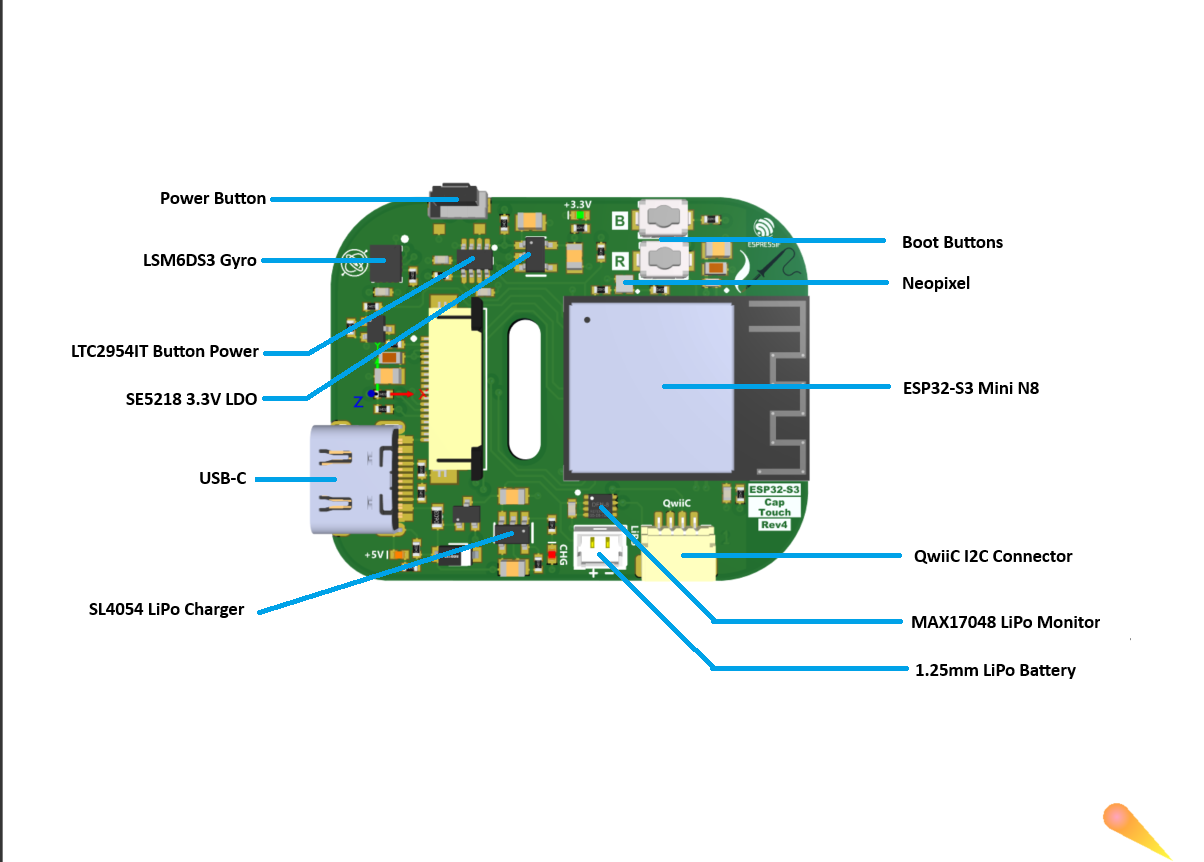 Power Button
LSM6DS3 Gyro
LTC2954IT Button Power
SE5218 3.3V LDO
USB-C
SL4054 LiPo Charger
+3.3V
B
R
ESPRESSIF
Z
+5V
CHG
+ -
LiPo
QwiiC
ESP32-S3
Cap
Touch
Rev4
Boot Buttons
Neopixel
ESP32-S3 Mini N8
QwiiC I2C Connector
MAX17048 LiPo Monitor
1.25mm LiPo Battery